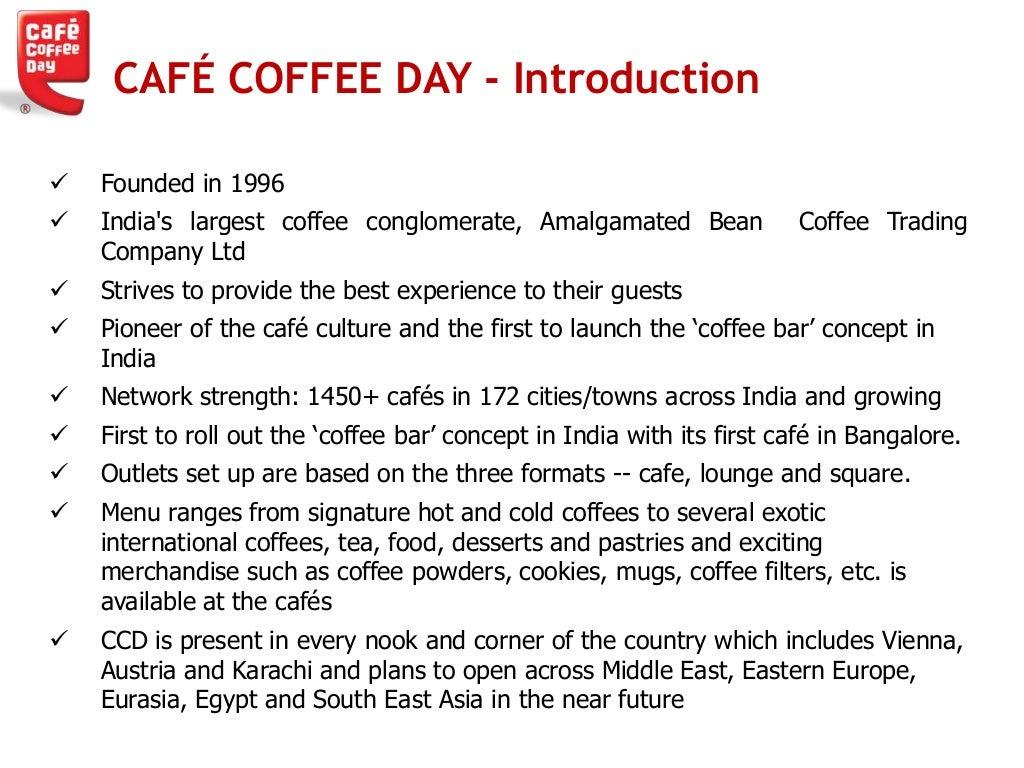 Café
Coffee
Day
®
CAFÉ COFFEE DAY - Introduction
✓ Founded in 1996
✓ India's largest coffee conglomerate, Amalgamated Bean Coffee Trading
Company Ltd
✓ Strives to provide the best experience to their guests
✓ Pioneer of the café culture and the first to launch the ‘coffee bar’ concept in
India
✓ Network strength: 1450+ cafés in 172 cities/towns across India and growing
✓ First to roll out the ‘coffee bar’ concept in India with its first café in Bangalore.
✓ Outlets set up are based on the three formats -- cafe, lounge and square.
✓ Menu ranges from signature hot and cold coffees to several exotic
international coffees, tea, food, desserts and pastries and exciting
merchandise such as coffee powders, cookies, mugs, coffee filters, etc. is
available at the cafés
✓ CCD is present in every nook and corner of the country which includes Vienna,
Austria and Karachi and plans to open across Middle East, Eastern Europe,
Eurasia, Egypt and South East Asia in the near future